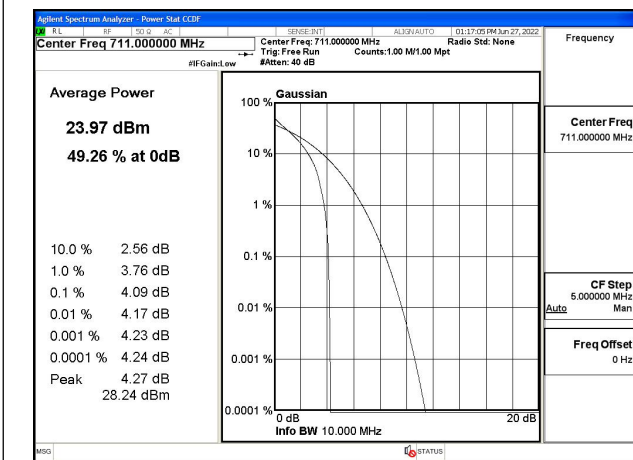 Agilent Spectrum Analyzer - Power Stat CCDF
RL RF 50 Ω AC SENSE:INT ALIGN AUTO 01:17:05 PM Jun 27, 2022
Center Freq 711.000000 MHz
Center Freq: 711.000000 MHz Radio Std: None
Trig: Free Run Counts:1.00 M/1.00 Mpt
#IFGain:Low #Atten: 40 dB
Frequency
Average Power
23.97 dBm
49.26 % at 0dB
10.0 % 2.56 dB
1.0 % 3.76 dB
0.1 % 4.09 dB
0.01 % 4.17 dB
0.001 % 4.23 dB
0.0001 % 4.24 dB
Peak 4.27 dB
28.24 dBm
Gaussian
100 %
10 %
1 %
0.1 %
0.01 %
0.001 %
0.0001 %
0 dB 20 dB
Info BW 10.000 MHz
Center Freq
711.000000 MHz
CF Step
5.000000 MHz
Auto Man
Freq Offset
0 Hz
MSG STATUS